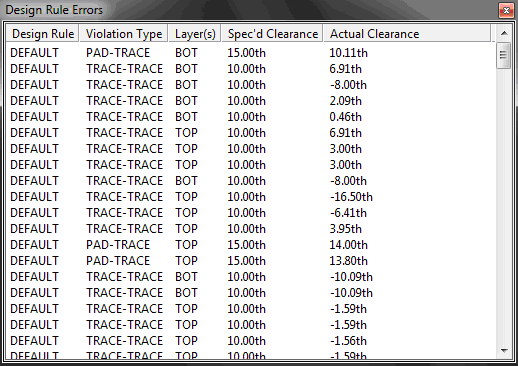 Design Rule Errors
Design Rule Violation Type Layer(s) Spec'd Clearance Actual Clearance
DEFAULT PAD-TRACE BOT 15.00th 10.11th
DEFAULT TRACE-TRACE BOT 10.00th 6.91th
DEFAULT TRACE-TRACE BOT 10.00th -8.00th
DEFAULT TRACE-TRACE BOT 10.00th 2.09th
DEFAULT TRACE-TRACE BOT 10.00th 0.46th
DEFAULT TRACE-TRACE TOP 10.00th 6.91th
DEFAULT TRACE-TRACE TOP 10.00th 3.00th
DEFAULT TRACE-TRACE TOP 10.00th 3.00th
DEFAULT TRACE-TRACE BOT 10.00th -8.00th
DEFAULT TRACE-TRACE TOP 10.00th -16.50th
DEFAULT TRACE-TRACE TOP 10.00th -6.41th
DEFAULT TRACE-TRACE TOP 10.00th 3.95th
DEFAULT PAD-TRACE TOP 15.00th 14.00th
DEFAULT PAD-TRACE TOP 15.00th 13.80th
DEFAULT TRACE-TRACE BOT 10.00th -10.09th
DEFAULT TRACE-TRACE BOT 10.00th -10.09th
DEFAULT TRACE-TRACE TOP 10.00th -1.59th
DEFAULT TRACE-TRACE TOP 10.00th -1.59th
DEFAULT TRACE-TRACE TOP 10.00th -1.56th
DEFAULT TRACE-TRACE TOP 10.00th -1.59th